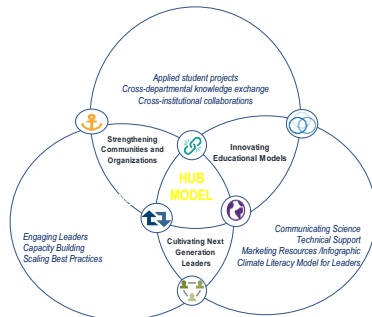 Applied student projects
Cross-departmental knowledge exchange
Cross-institutional collaborations
Strengthening
Communities and
Organizations
Innovating
Educational Models
HUB
MODEL
Engaging Leaders
Capacity Building
Scaling Best Practices
Cultivating Next
Generation
Leaders
Communicating Science
Technical Support
Marketing Resources /Infographic
Climate Literacy Model for Leaders